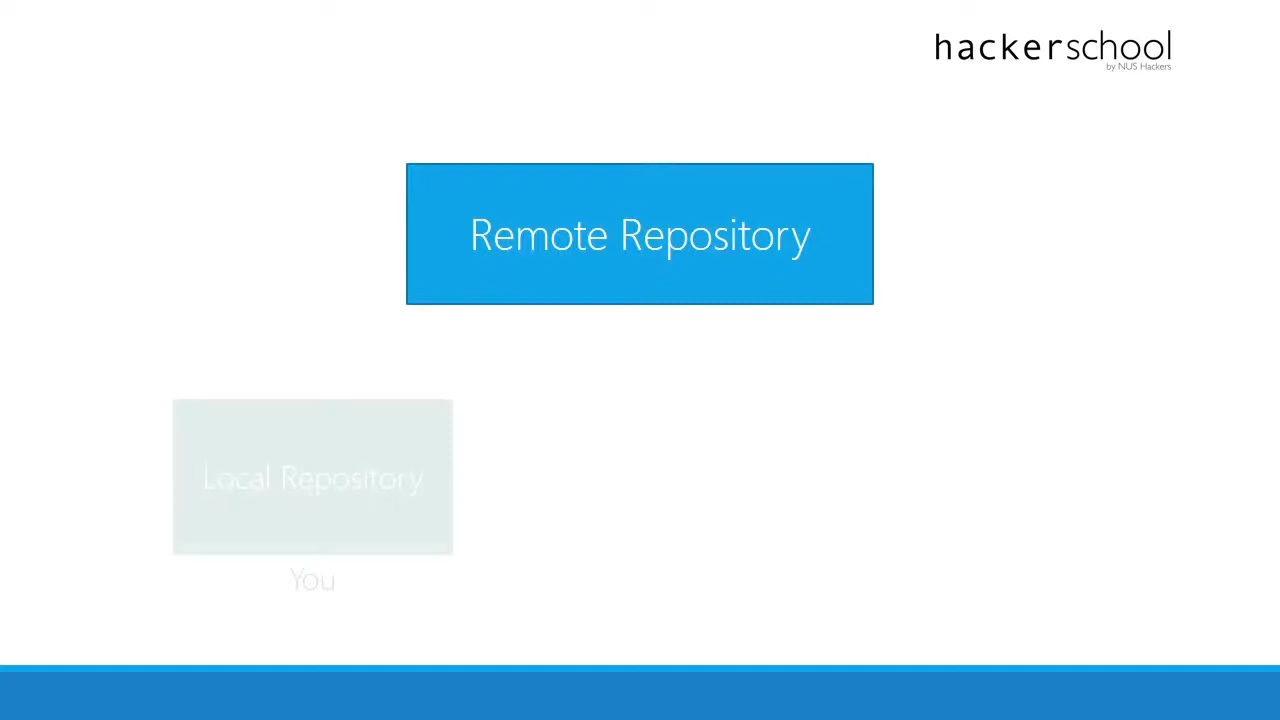 hackerschool
by NUS Hackers
Remote Repository
Local Repository
You